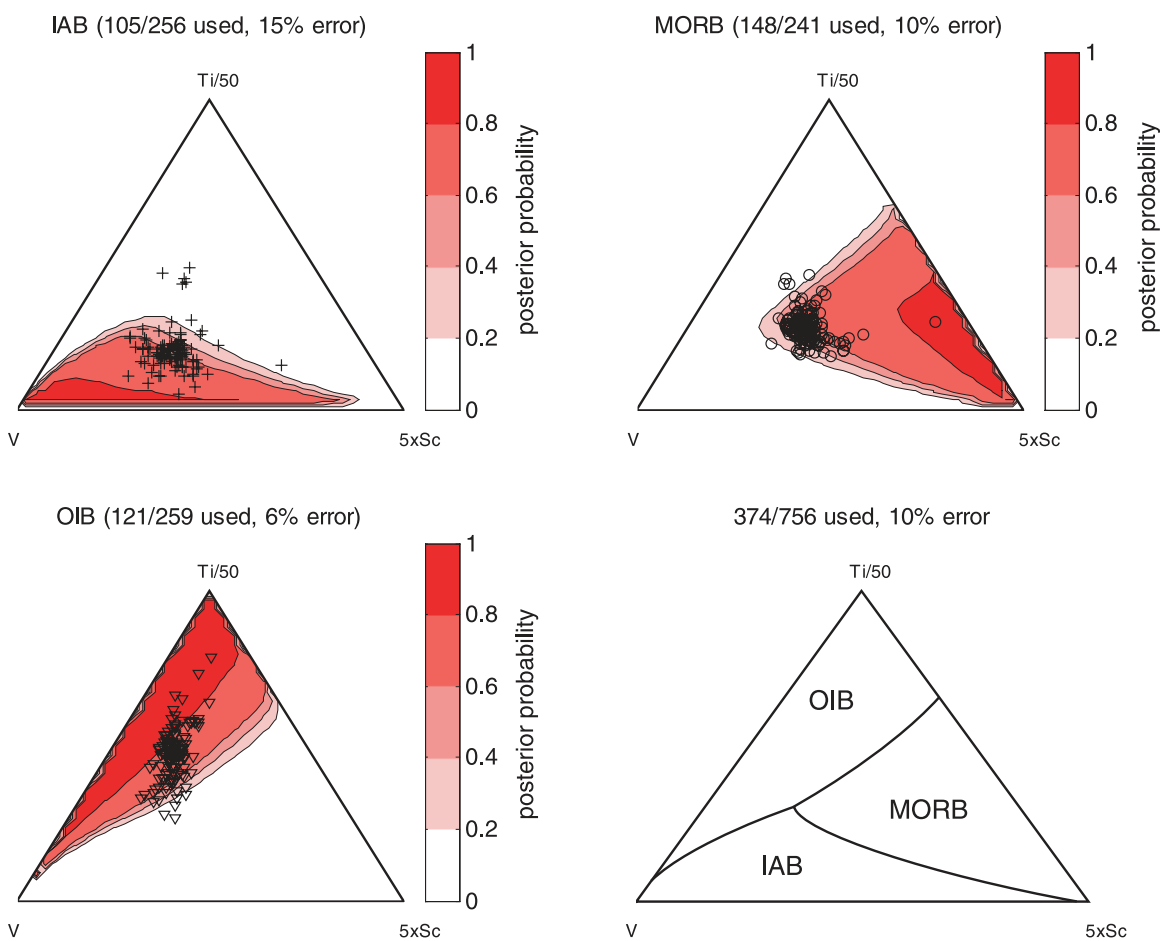 IAB (105/256 used, 15% error)
Ti/50
V
5xSc
1
0.8
0.6
0.4
0.2
0
posterior probability
MORB (148/241 used, 10% error)
Ti/50
V
5xSc
1
0.8
0.6
0.4
0.2
0
posterior probability
OIB (121/259 used, 6% error)
Ti/50
V
5xSc
1
0.8
0.6
0.4
0.2
0
posterior probability
374/756 used, 10% error
Ti/50
OIB
MORB
IAB
V
5xSc